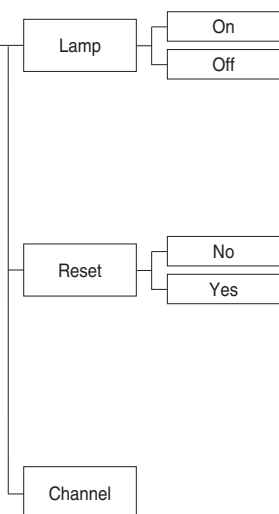 Lamp
On
Off
Reset
No
Yes
Channel